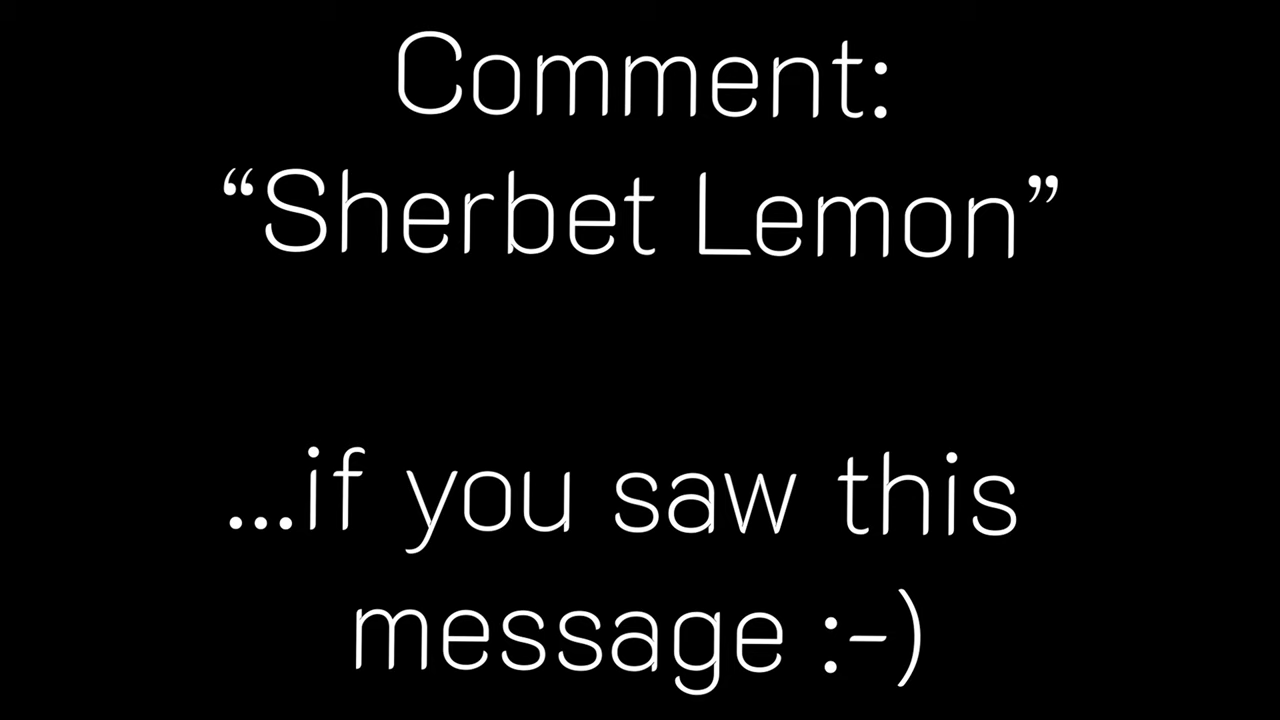 Comment:
“Sherbet Lemon”
...if you saw this
message :-)